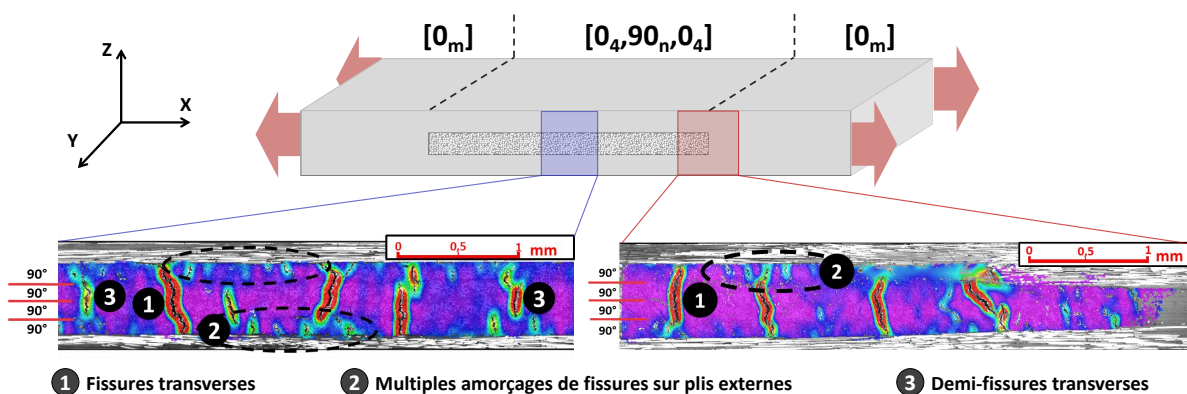 [0ₘ] [0₄,90ₙ,0₄] [0ₘ]
Z
X
Y
0 0,5 1
mm
0 0,5 1
mm
90°
90°
90°
90°
3
1
2
3
90°
90°
90°
90°
1
2
1 Fissures transverses 2 Multiples amorçages de fissures sur plis externes 3 Demi-fissures transverses